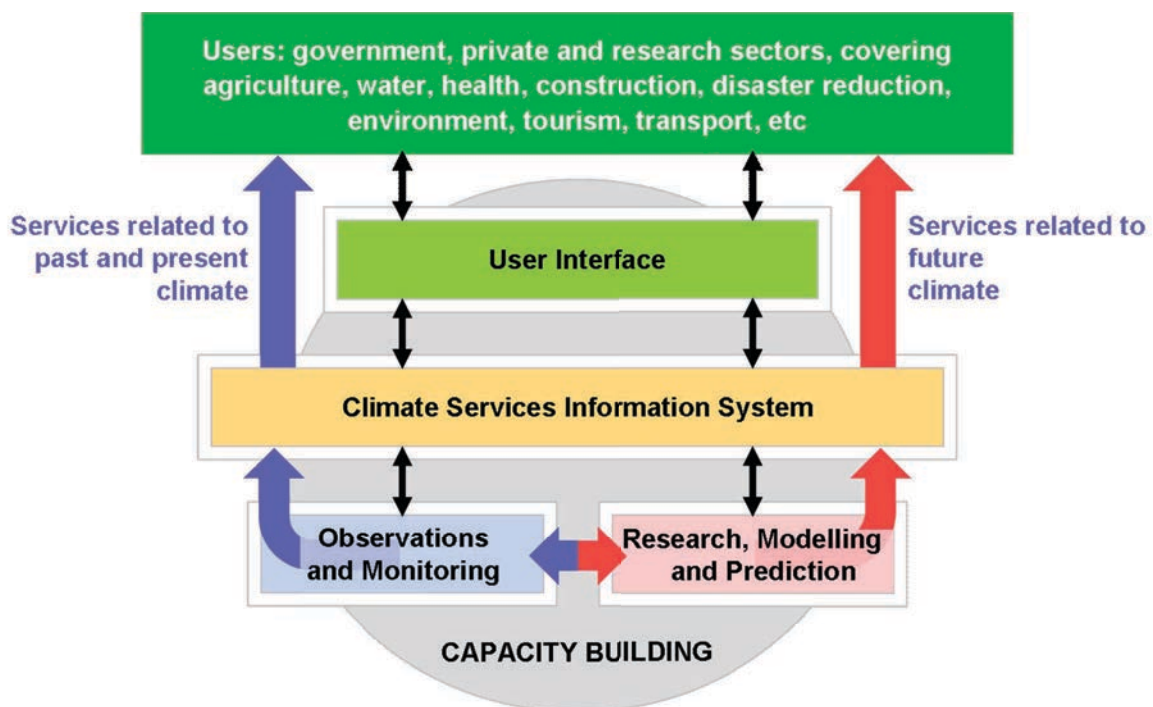 Users: government, private and research sectors, covering
agriculture, water, health, construction, disaster reduction,
environment, tourism, transport, etc
Services related to
past and present
climate
Services related to
future
climate
User Interface
Climate Services Information System
Observations
and Monitoring
Research, Modelling
and Prediction
CAPACITY BUILDING